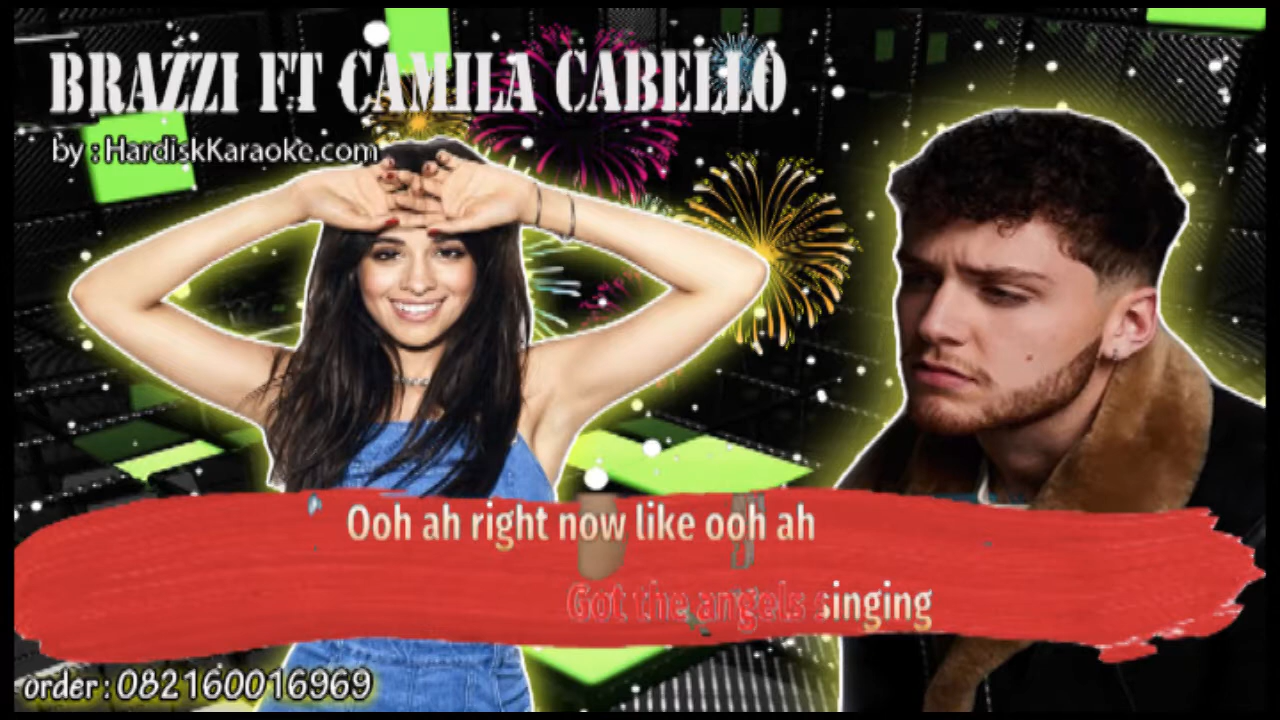 BRAZZI FT CAMILA CABELLO
by : HardiskKaraoke.com
Ooh ah right now like ooh ah
Got the angels singing
order : 082160016969